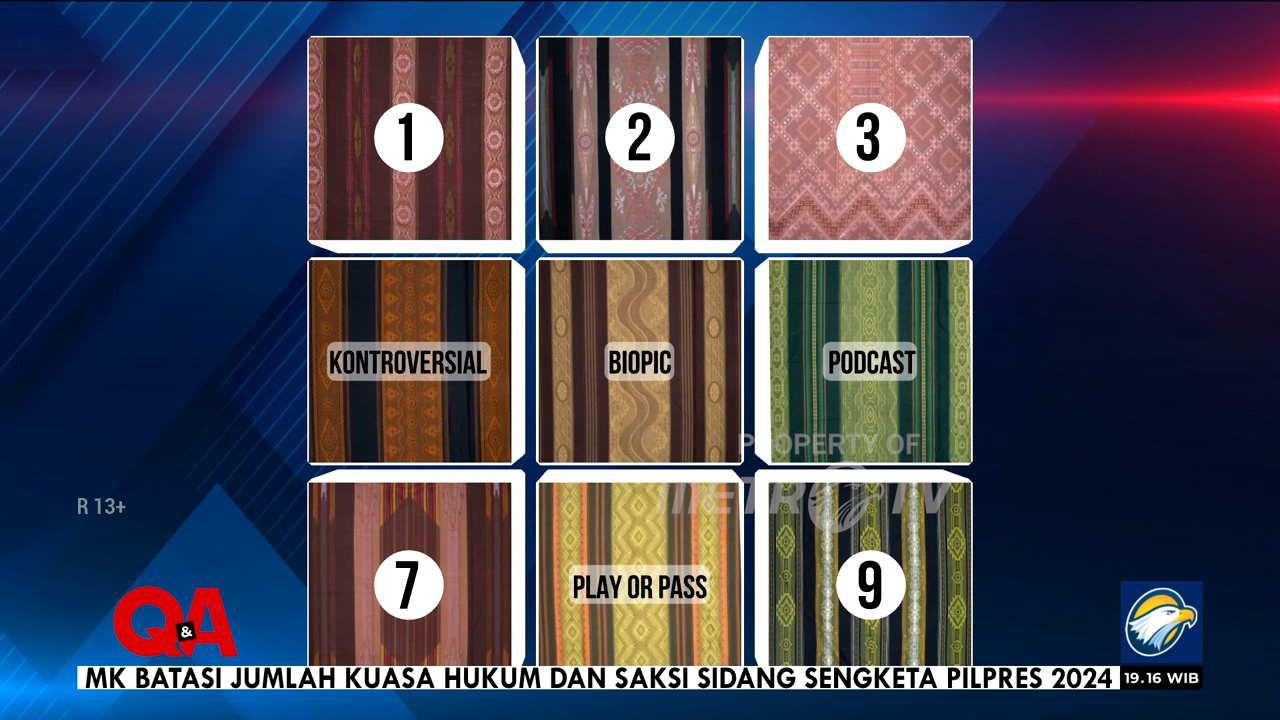 1
2
3
KONTROVERSIAL
BIOPIC
PODCAST
PROPERTY OF
METRO TV
R 13+
7
PLAY OR PASS
9
Q&A
MK BATASI JUMLAH KUASA HUKUM DAN SAKSI SIDANG SENGKETA PILPRES 2024
19.16 WIB